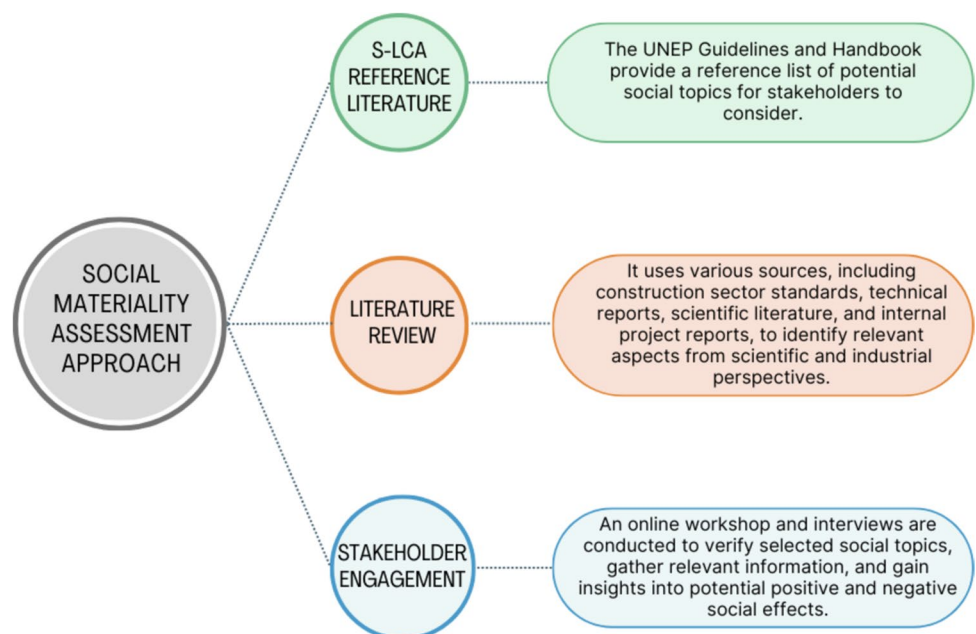 S-LCA
REFERENCE
LITERATURE
The UNEP Guidelines and Handbook
provide a reference list of potential
social topics for stakeholders to
consider.
SOCIAL
MATERIALITY
ASSESSMENT
APPROACH
LITERATURE
REVIEW
It uses various sources, including
construction sector standards, technical
reports, scientific literature, and internal
project reports, to identify relevant
aspects from scientific and industrial
perspectives.
STAKEHOLDER
ENGAGEMENT
An online workshop and interviews are
conducted to verify selected social topics,
gather relevant information, and gain
insights into potential positive and negative
social effects.